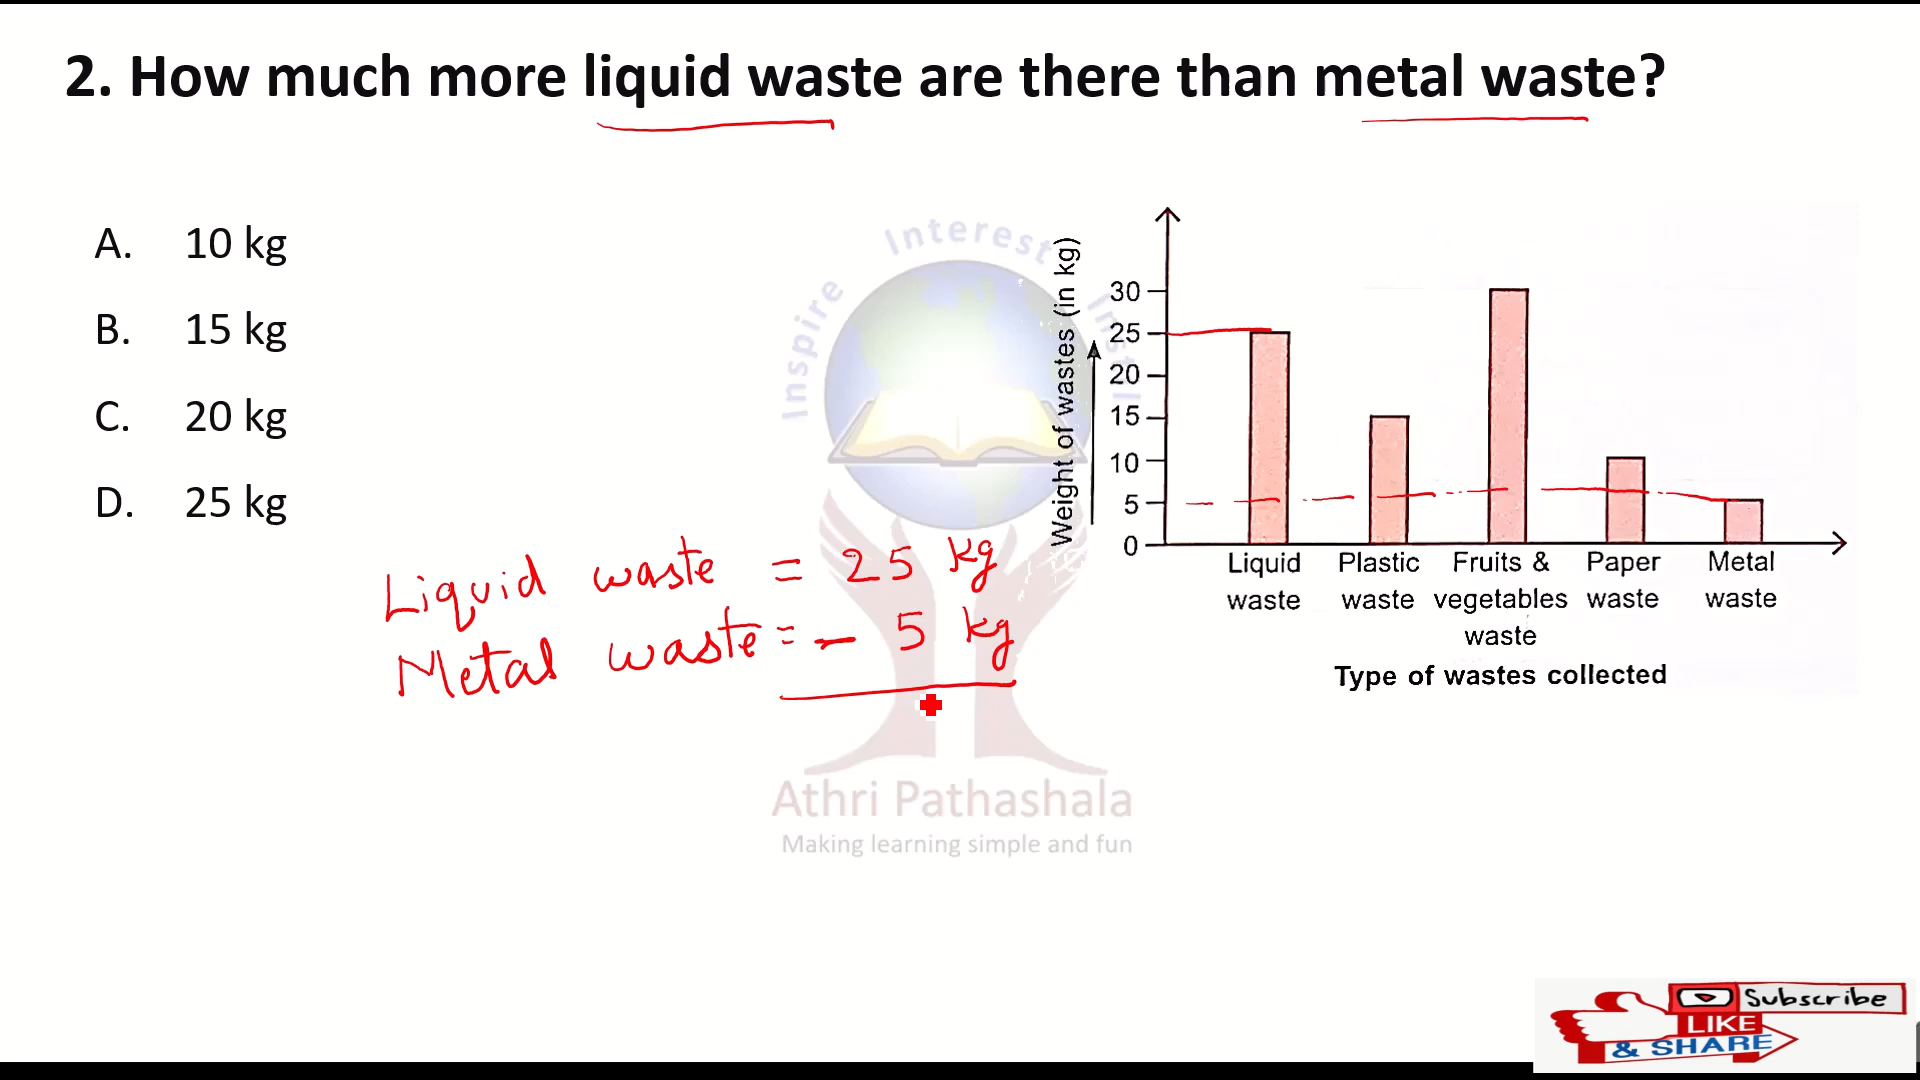 2. How much more liquid waste are there than metal waste?
A. 10 kg
B. 15 kg
C. 20 kg
D. 25 kg
Liquid waste = 25 kg
Metal waste = - 5 kg
Inspire Interest Instil
Athri Pathashala
Making learning simple and fun
Weight of wastes (in kg)
30
25
20
15
10
5
0
Liquid waste
Plastic waste
Fruits & vegetables waste
Paper waste
Metal waste
Type of wastes collected
Subscribe
LIKE
& SHARE